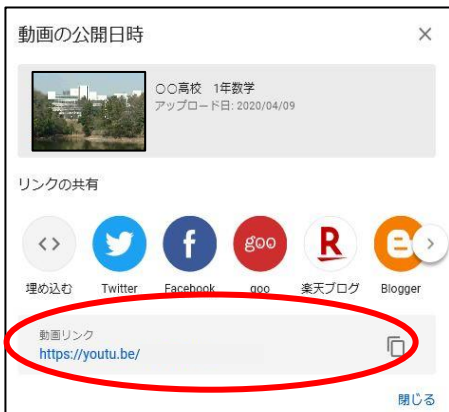 動画の公開日時
○○高校 1年数学
アップロード日: 2020/04/09
リンクの共有
goo
R
埋め込む Twitter Facebook goo 楽天ブログ Blogger
動画リンク
https://youtu.be/
閉じる